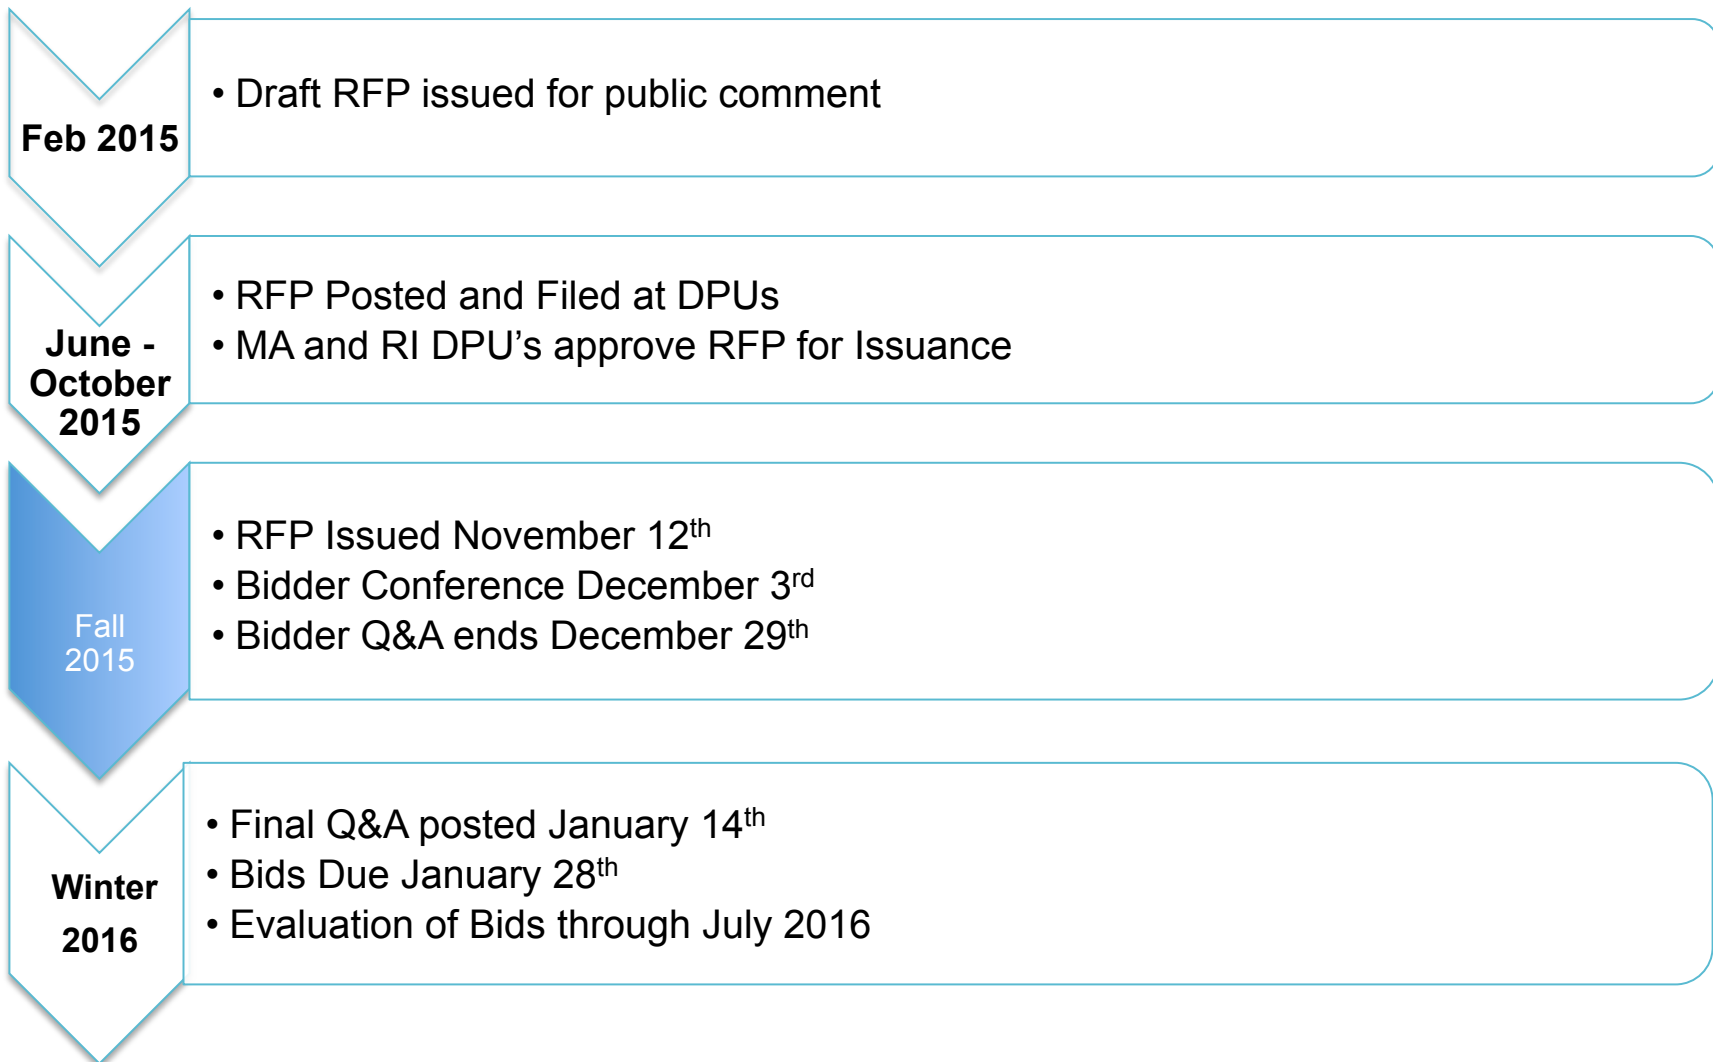 Feb 2015
• Draft RFP issued for public comment
June -
October
2015
• RFP Posted and Filed at DPUs
• MA and RI DPU’s approve RFP for Issuance
Fall
2015
• RFP Issued November 12th
• Bidder Conference December 3rd
• Bidder Q&A ends December 29th
Winter
2016
• Final Q&A posted January 14th
• Bids Due January 28th
• Evaluation of Bids through July 2016